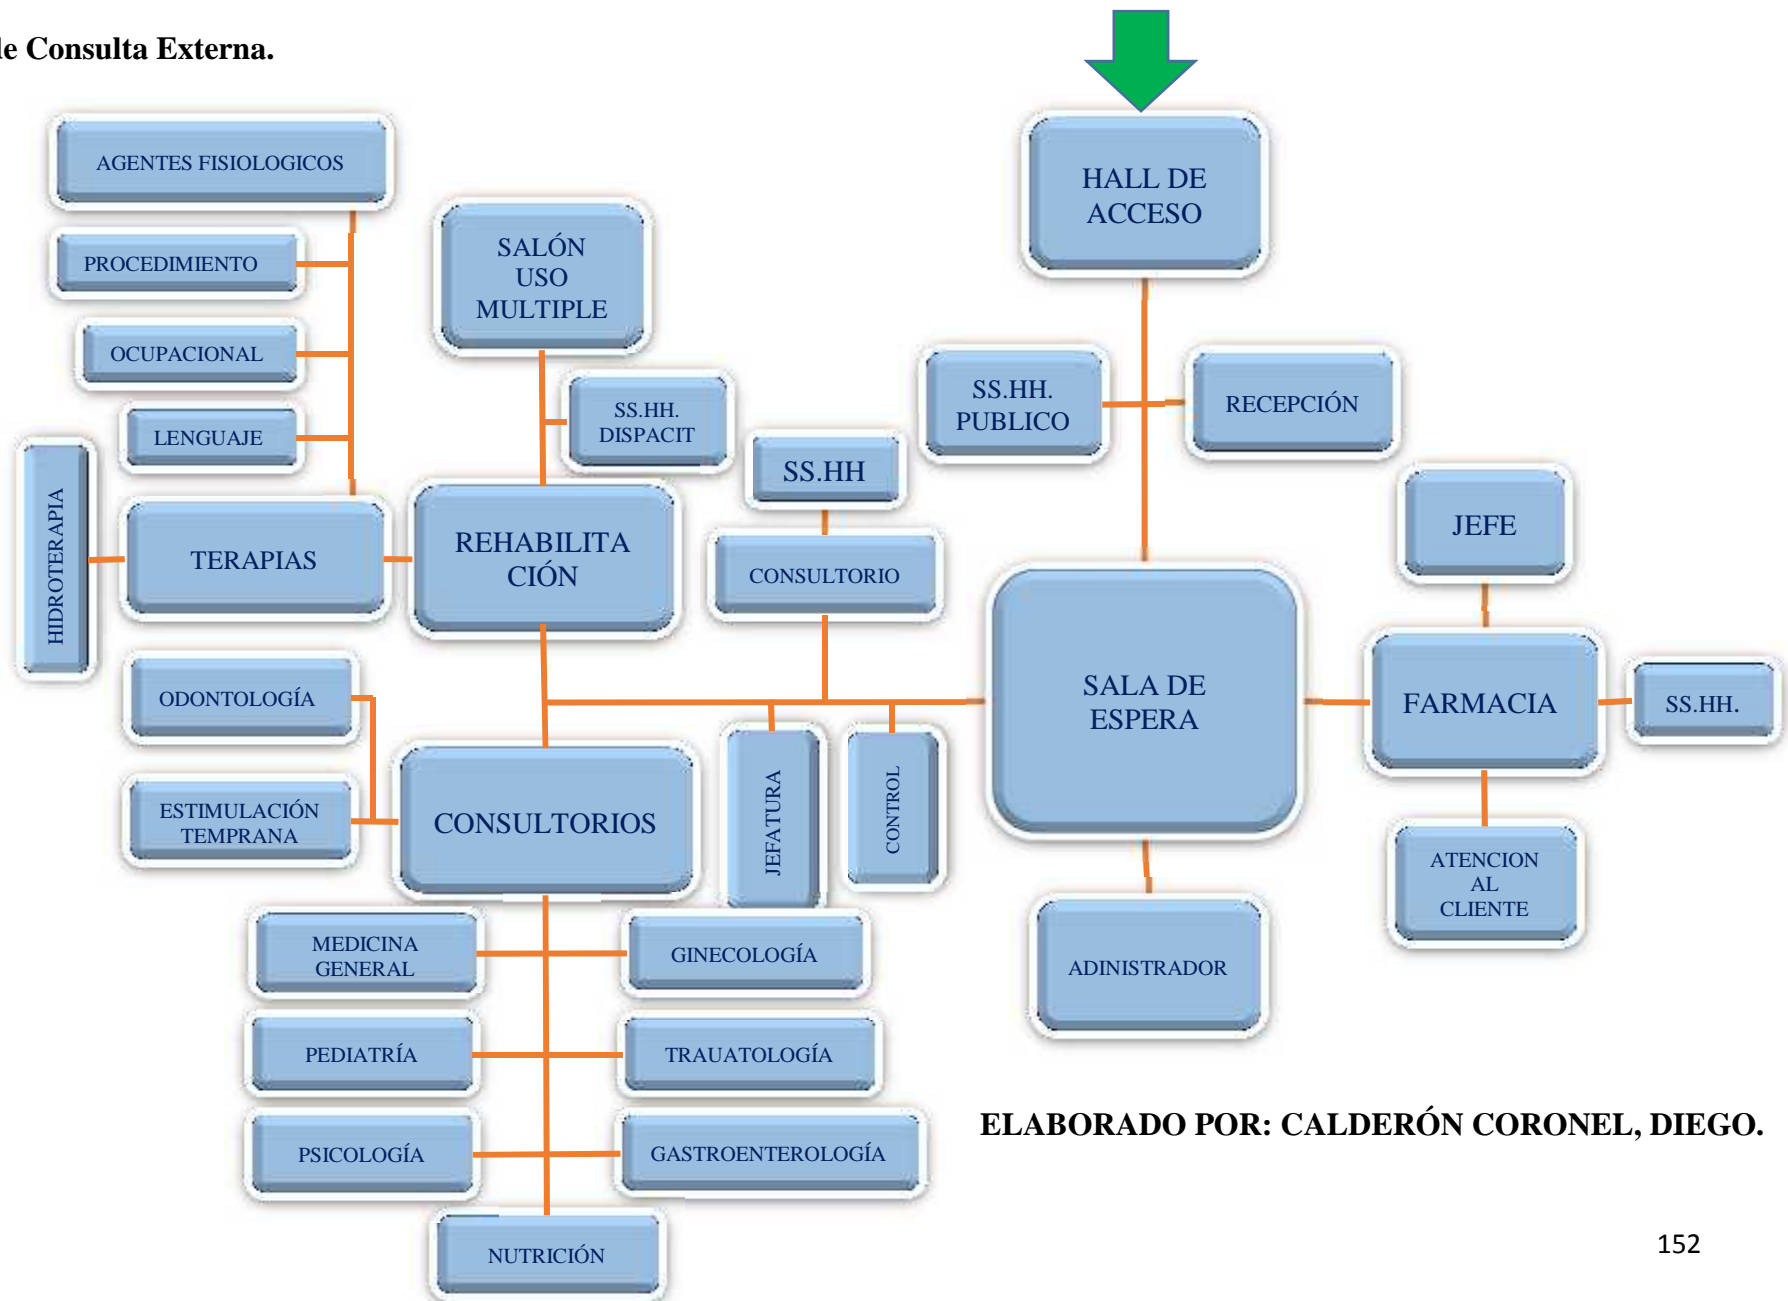 de Consulta Externa.
AGENTES FISIOLOGICOS
PROCEDIMIENTO
OCUPACIONAL
LENGUAJE
HIDROTERAPIA
TERAPIAS
SALÓN
USO
MULTIPLE
SS.HH.
DISPACIT
REHABILITA
CIÓN
SS.HH
CONSULTORIO
HALL DE
ACCESO
SS.HH.
PUBLICO
RECEPCIÓN
JEFE
SALA DE
ESPERA
FARMACIA
SS.HH.
ATENCION
AL
CLIENTE
ADINISTRADOR
ODONTOLOGÍA
ESTIMULACIÓN
TEMPRANA
CONSULTORIOS
JEFATURA
CONTROL
MEDICINA
GENERAL
GINECOLOGÍA
PEDIATRÍA
TRAUATOLOGÍA
PSICOLOGÍA
GASTROENTEROLOGÍA
NUTRICIÓN
ELABORADO POR: CALDERÓN CORONEL, DIEGO.
152